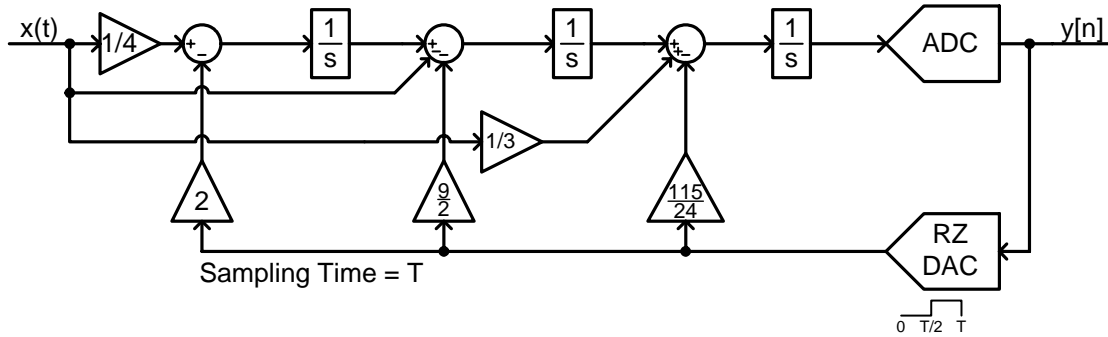 x(t)
1/4
+
-
1
s
+
-
-
1
s
+
+
-
1
s
ADC
y[n]
1/3
2
9
2
115
24
RZ
DAC
Sampling Time = T
0 T/2 T